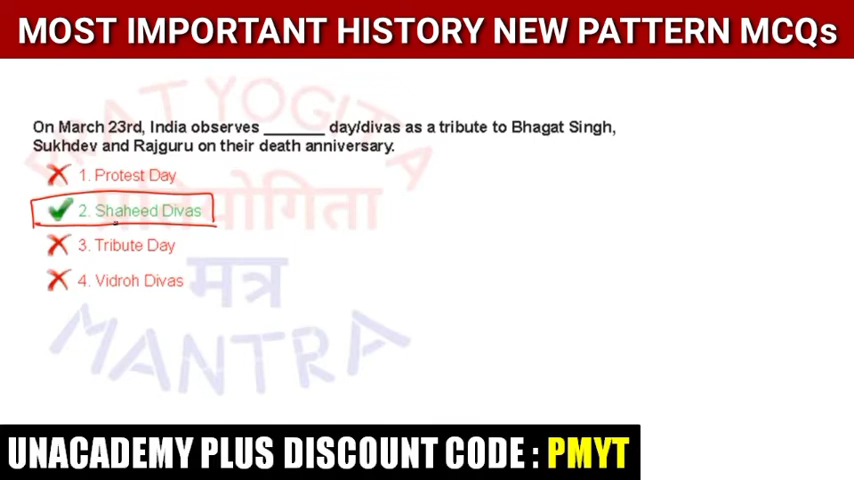 MOST IMPORTANT HISTORY NEW PATTERN MCQs
PRATIYOGITA
On March 23rd, India observes _______ day/divas as a tribute to Bhagat Singh,
Sukhdev and Rajguru on their death anniversary.
1. Protest Day
प्रतियोगिता
2. Shaheed Divas
3. Tribute Day
4. Vidroh Divas
मंत्र
MANTRA
UNACADEMY PLUS DISCOUNT CODE : PMYT